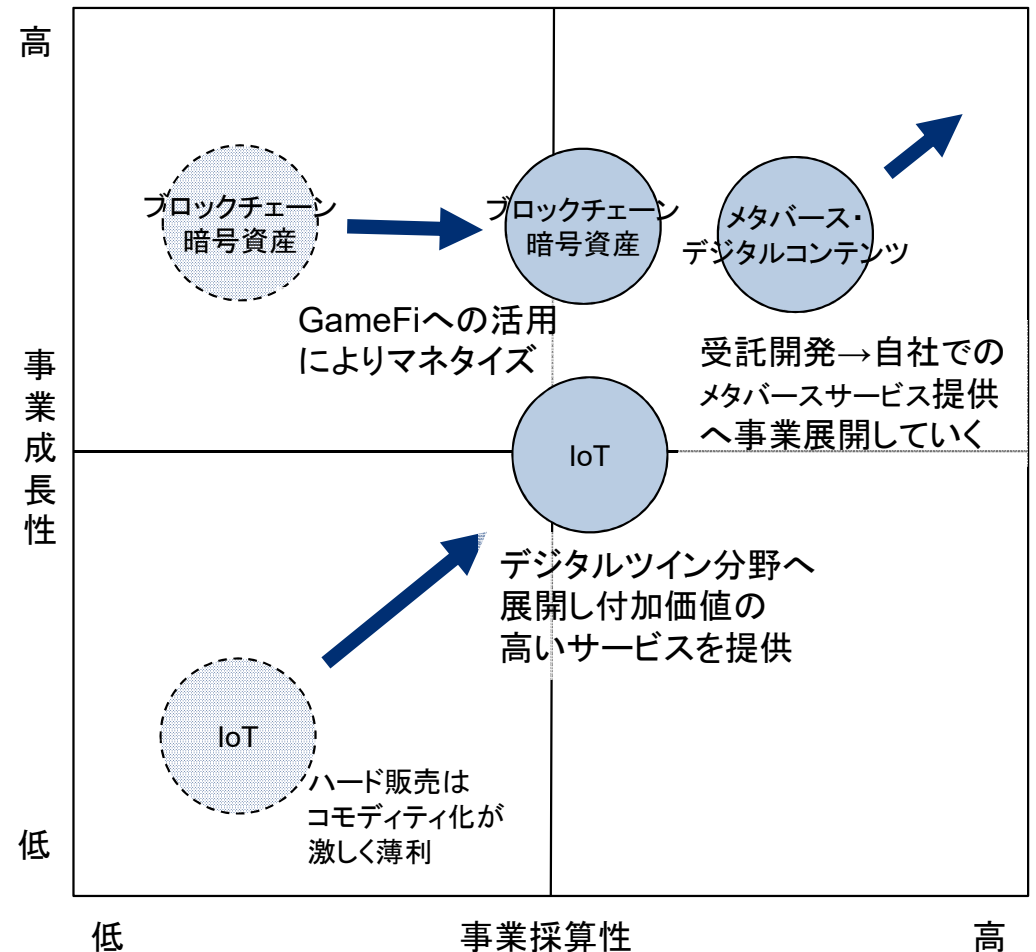 高
ブロックチェーン
暗号資産
ブロックチェーン
暗号資産
メタバース・
デジタルコンテンツ
GameFiへの活用
によりマネタイズ
受託開発→自社での
メタバースサービス提供
へ事業展開していく
事業成長性
IoT
デジタルツイン分野へ
展開し付加価値の
高いサービスを提供
IoT
ハード販売は
コモディティ化が
激しく薄利
低
低
事業採算性
高